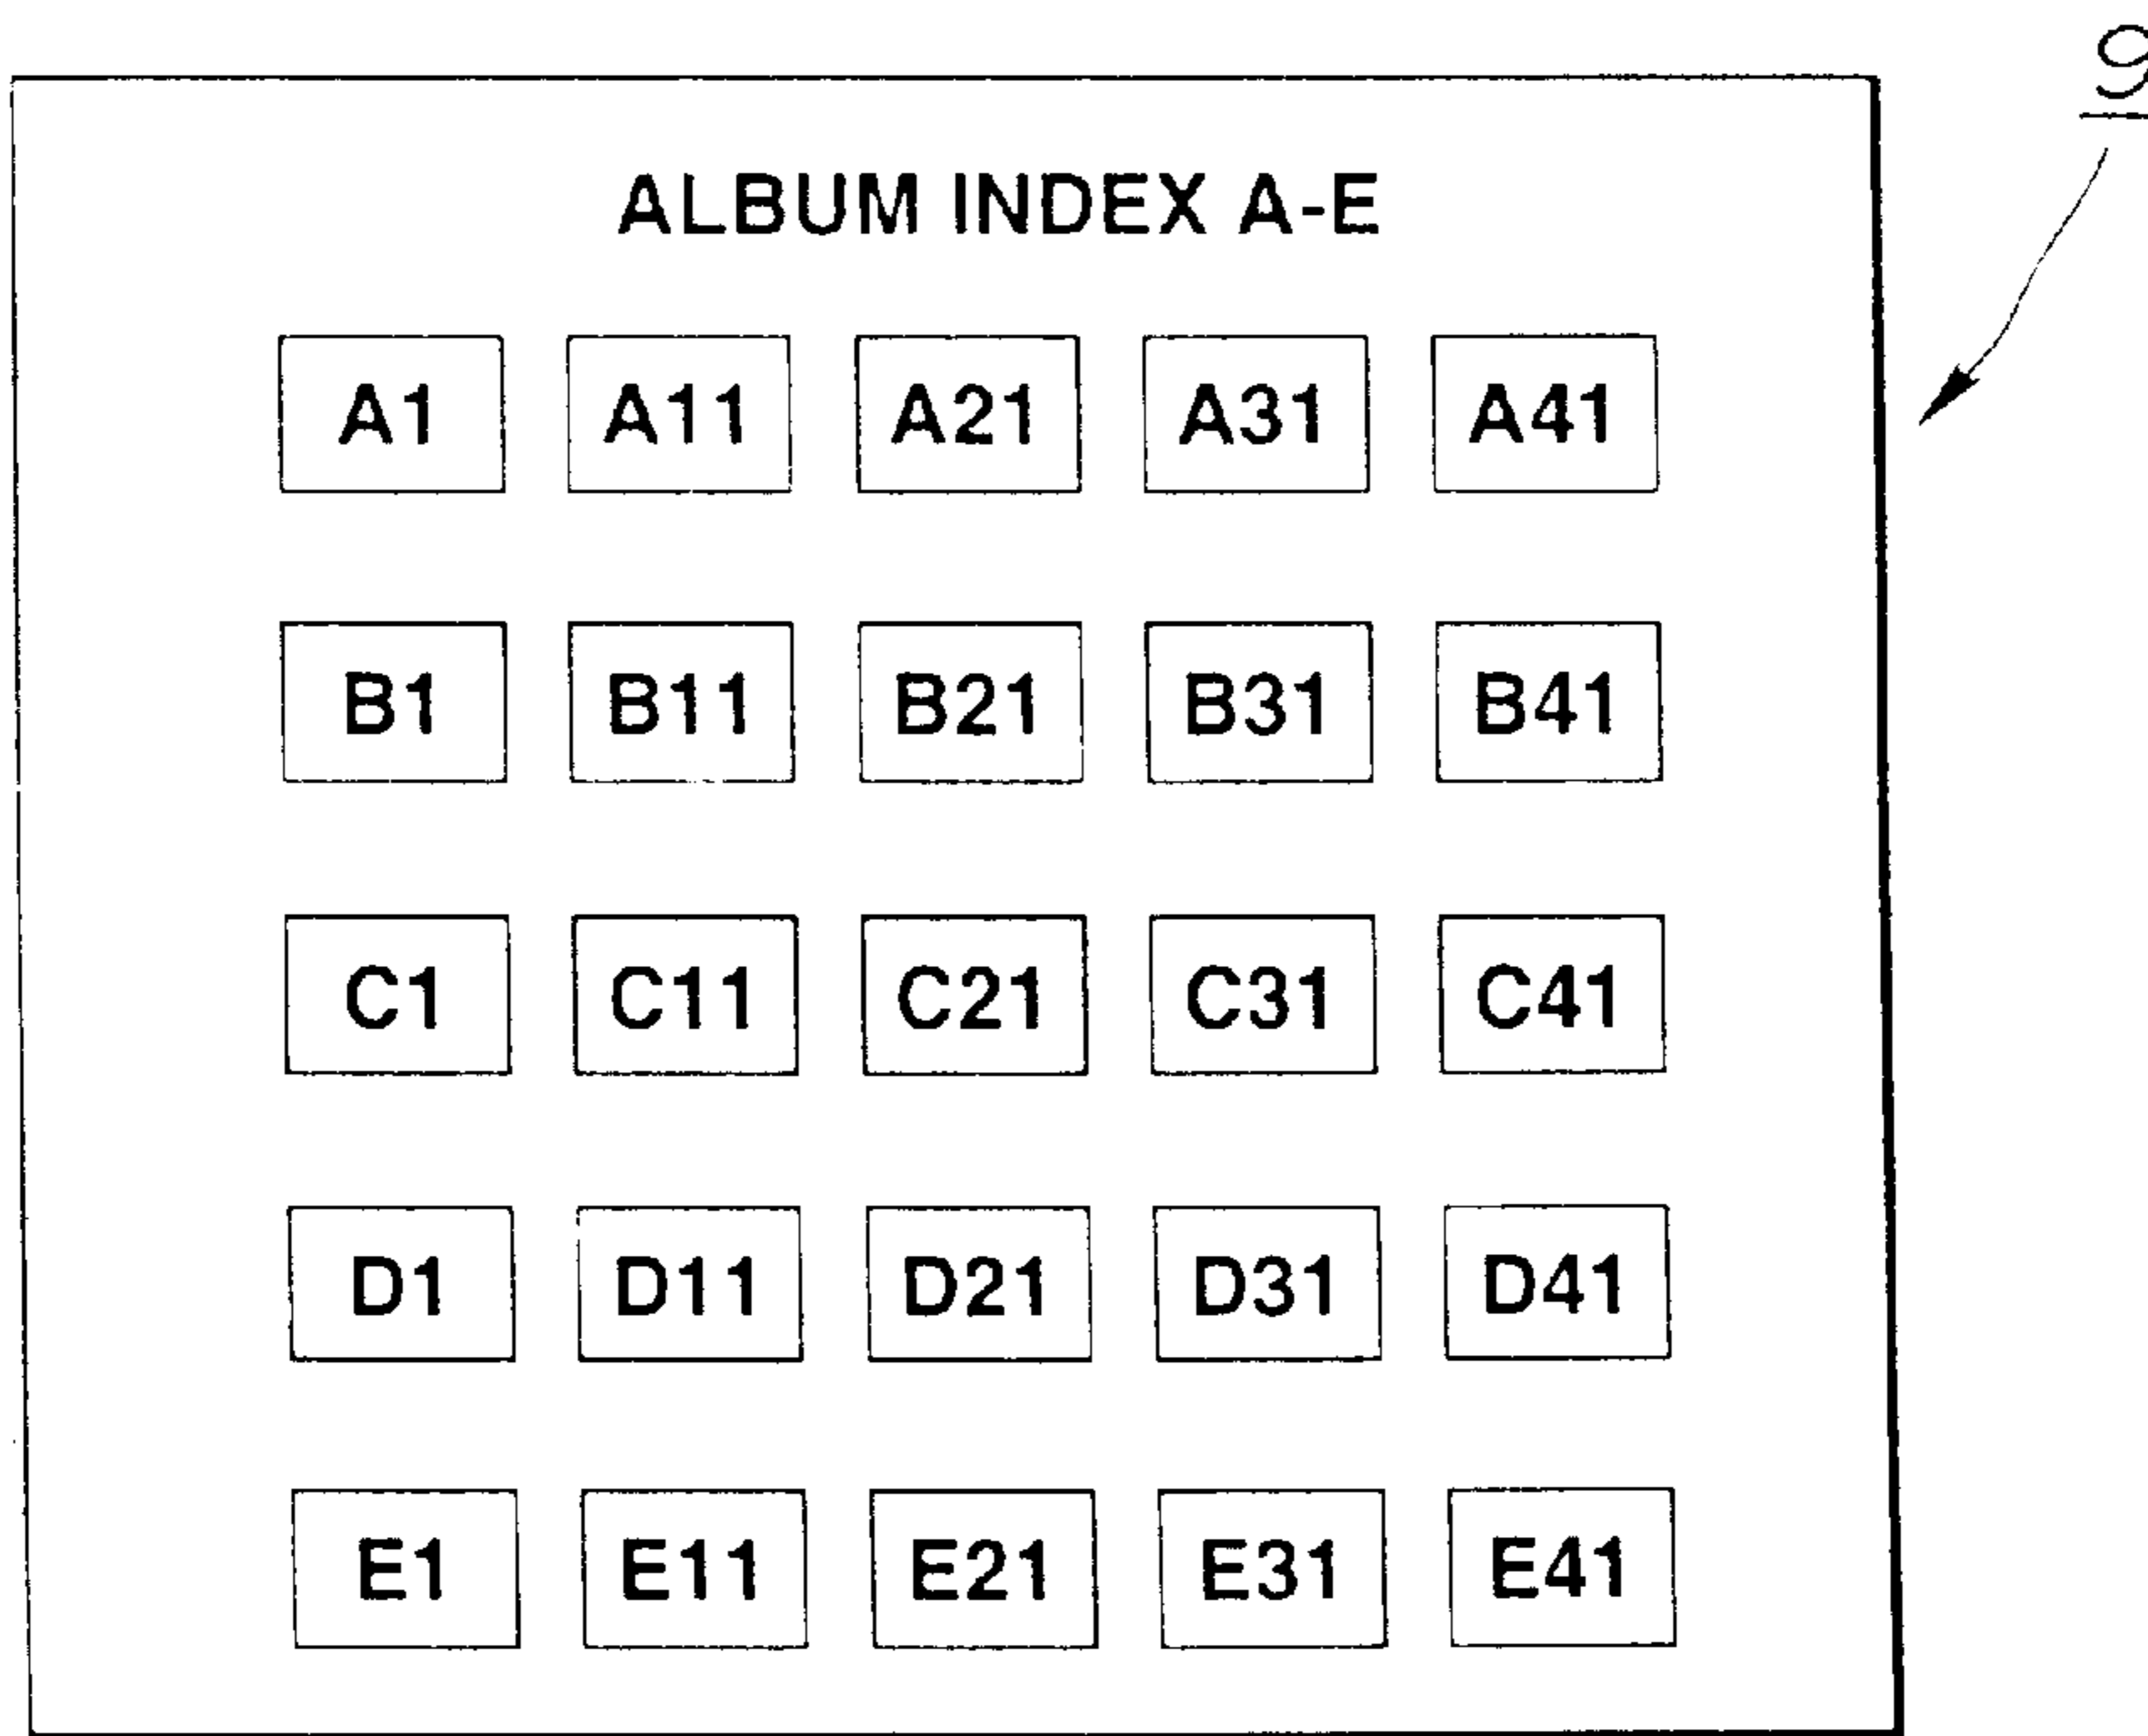 19
ALBUM INDEX A-E
A1 A11 A21 A31 A41
B1 B11 B21 B31 B41
C1 C11 C21 C31 C41
D1 D11 D21 D31 D41
E1 E11 E21 E31 E41